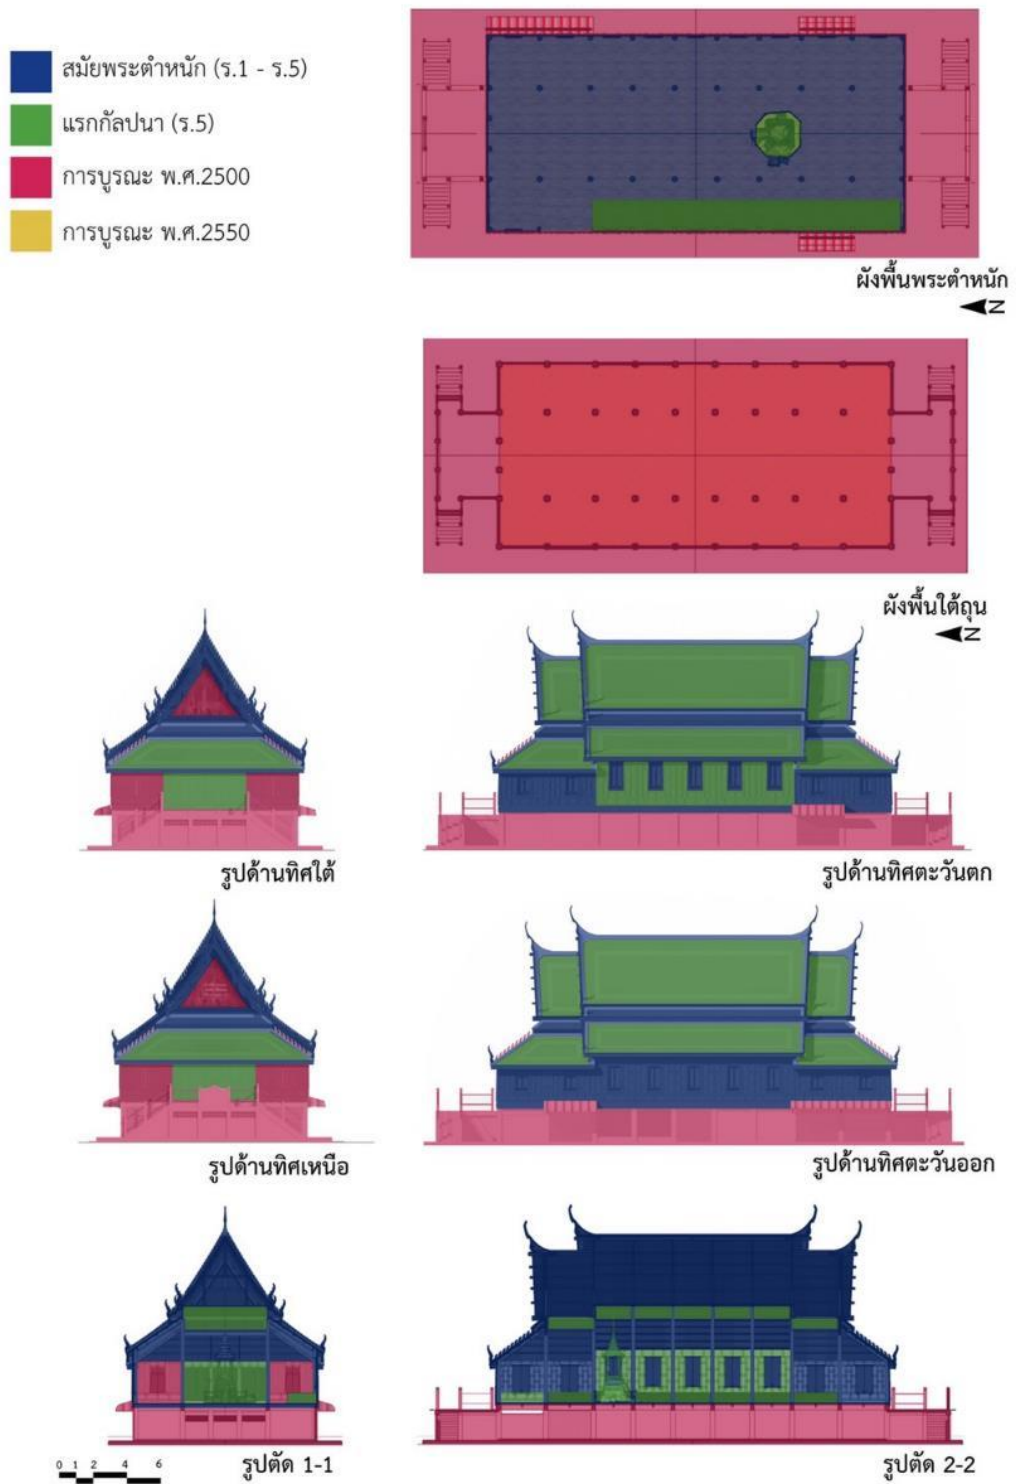 สมัยพระตำหนัก (ร.1 - ร.5)
แรกกัลปนา (ร.5)
การบูรณะ พ.ศ.2500
การบูรณะ พ.ศ.2550
ผังพื้นพระตำหนัก
N
ผังพื้นใต้ถุน
N
รูปด้านทิศใต้
รูปด้านทิศตะวันตก
รูปด้านทิศเหนือ
รูปด้านทิศตะวันออก
รูปตัด 1-1
รูปตัด 2-2
0 1 2 4 6